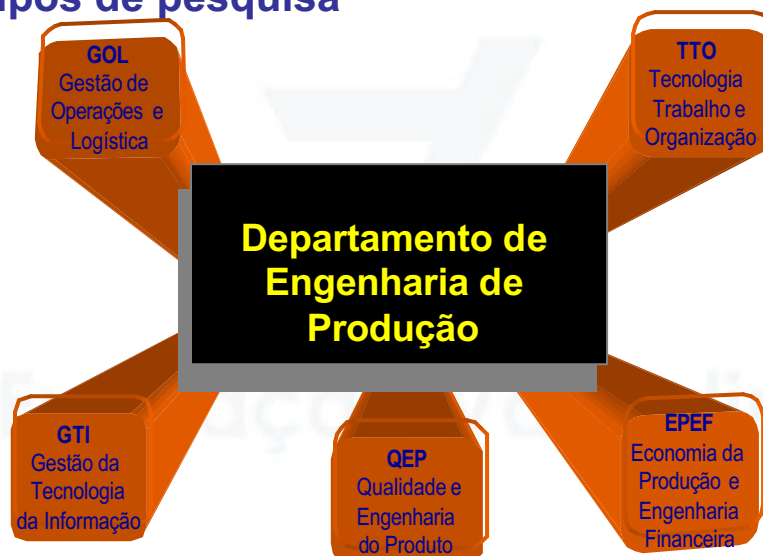 upos de pesquisa
GOL
Gestão de
Operações e
Logística
TTO
Tecnologia
Trabalho e
Organização
Departamento de
Engenharia de
Produção
GTI
Gestão da
Tecnologia
da Informação
QEP
Qualidade e
Engenharia
do Produto
EPEF
Economia da
Produção e
Engenharia
Financeira